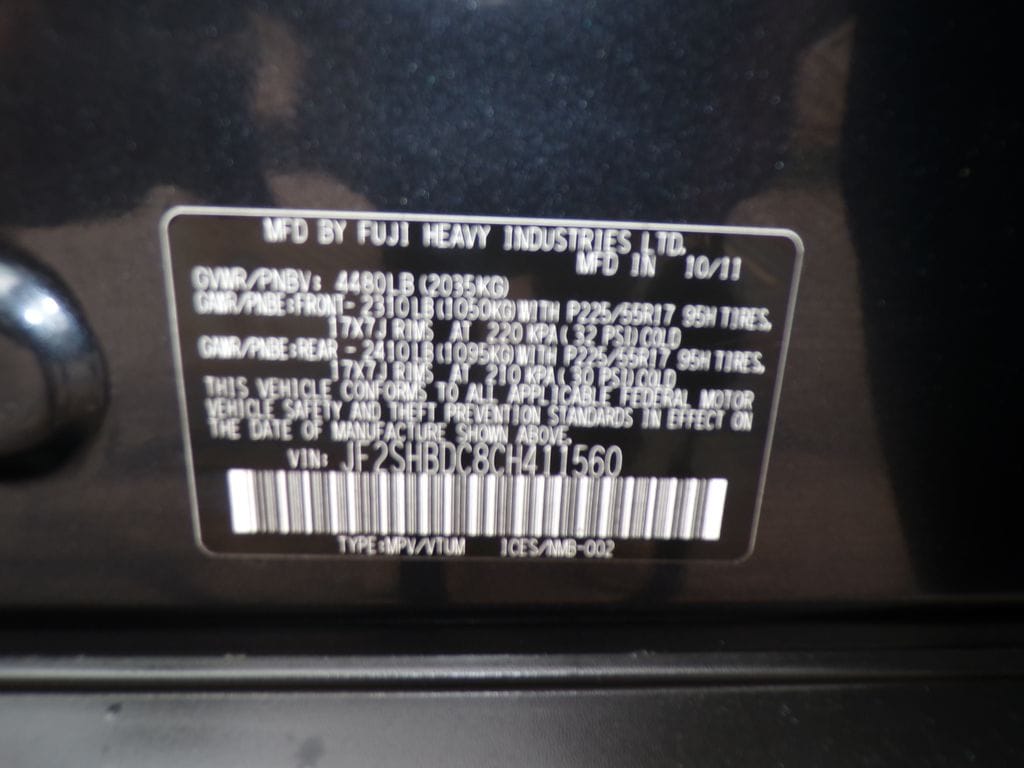 MFD BY FUJI HEAVY INDUSTRIES LTD.
MFD IN 10/11
GVWR/PNBV: 4480LB(2035KG)
GAWR/PNBE:FRONT- 2310LB(1050KG)WITH P225/55R17 95H TIRES,
17X7J RIMS AT 220 KPA( 32 PSI)COLD
GAWR/PNBE:REAR - 2410LB(1095KG)WITH P225/55R17 95H TIRES,
17X7J RIMS AT 210 KPA( 30 PSI)COLD
THIS VEHICLE CONFORMS TO ALL APPLICABLE FEDERAL MOTOR
VEHICLE SAFETY AND THEFT PREVENTION STANDARDS IN EFFECT ON
THE DATE OF MANUFACTURE SHOWN ABOVE.
VIN: JF2SHBDC8CH411560
TYPE:MPV/VTUM ICES/NMB-002